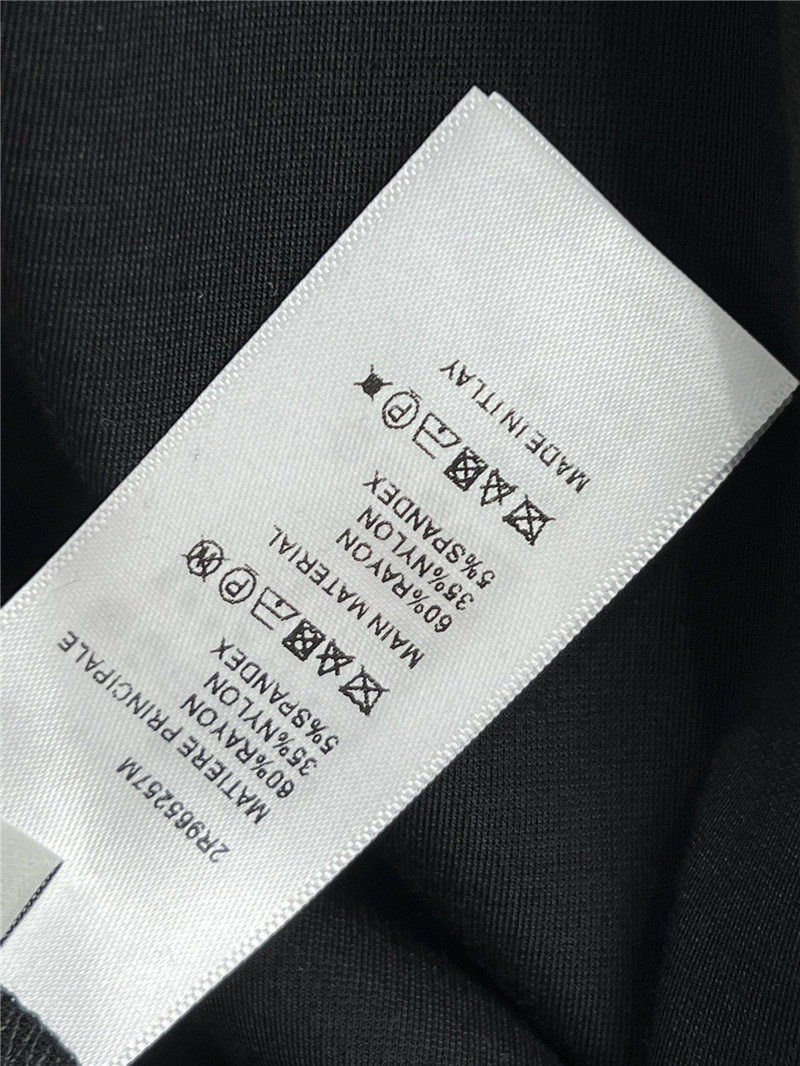 2R965257M
MATIERE PRINCIPALE
60%RAYON
35%NYLON
5%SPANDEX
P W
MAIN MATERIAL
60%RAYON
35%NYLON
5%SPANDEX
P
MADE IN ITLAY